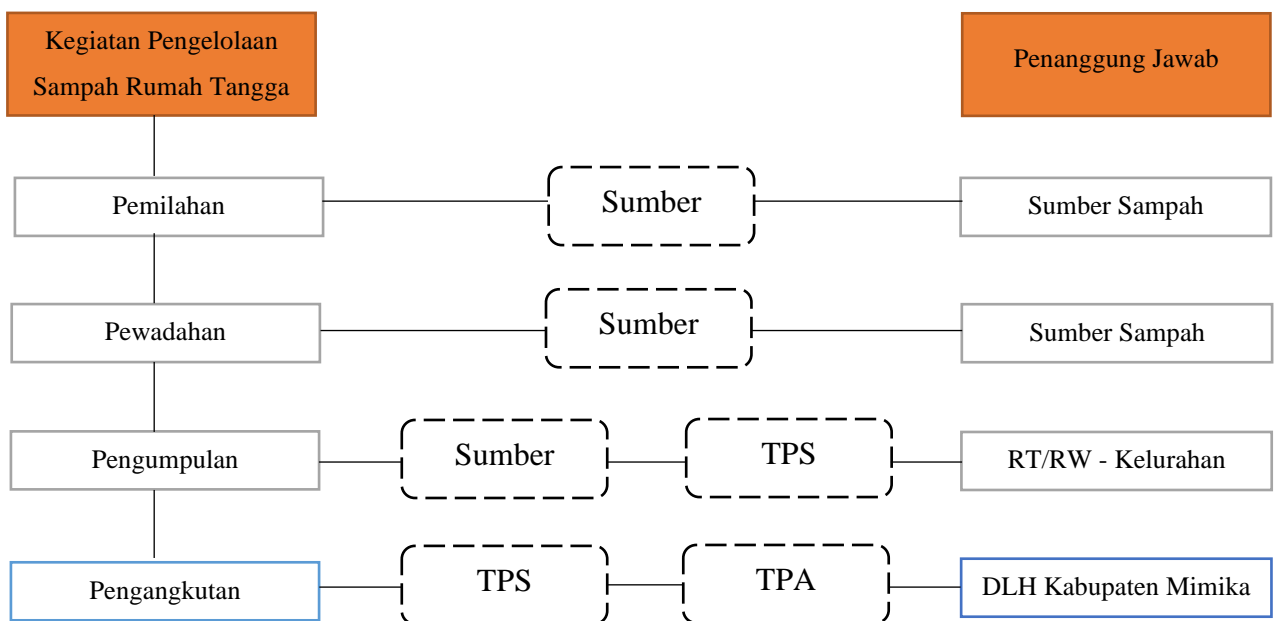 Kegiatan Pengelolaan
Sampah Rumah Tangga
Penanggung Jawab
Pemilahan
Sumber
Sumber Sampah
Pewadahan
Sumber
Sumber Sampah
Pengumpulan
Sumber
TPS
RT/RW - Kelurahan
Pengangkutan
TPS
TPA
DLH Kabupaten Mimika